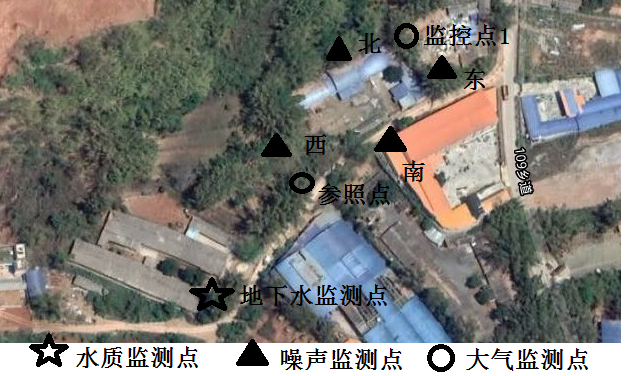 北
监控点1
东
西
南
109乡道
参照点
地下水监测点
水质监测点 噪声监测点 大气监测点